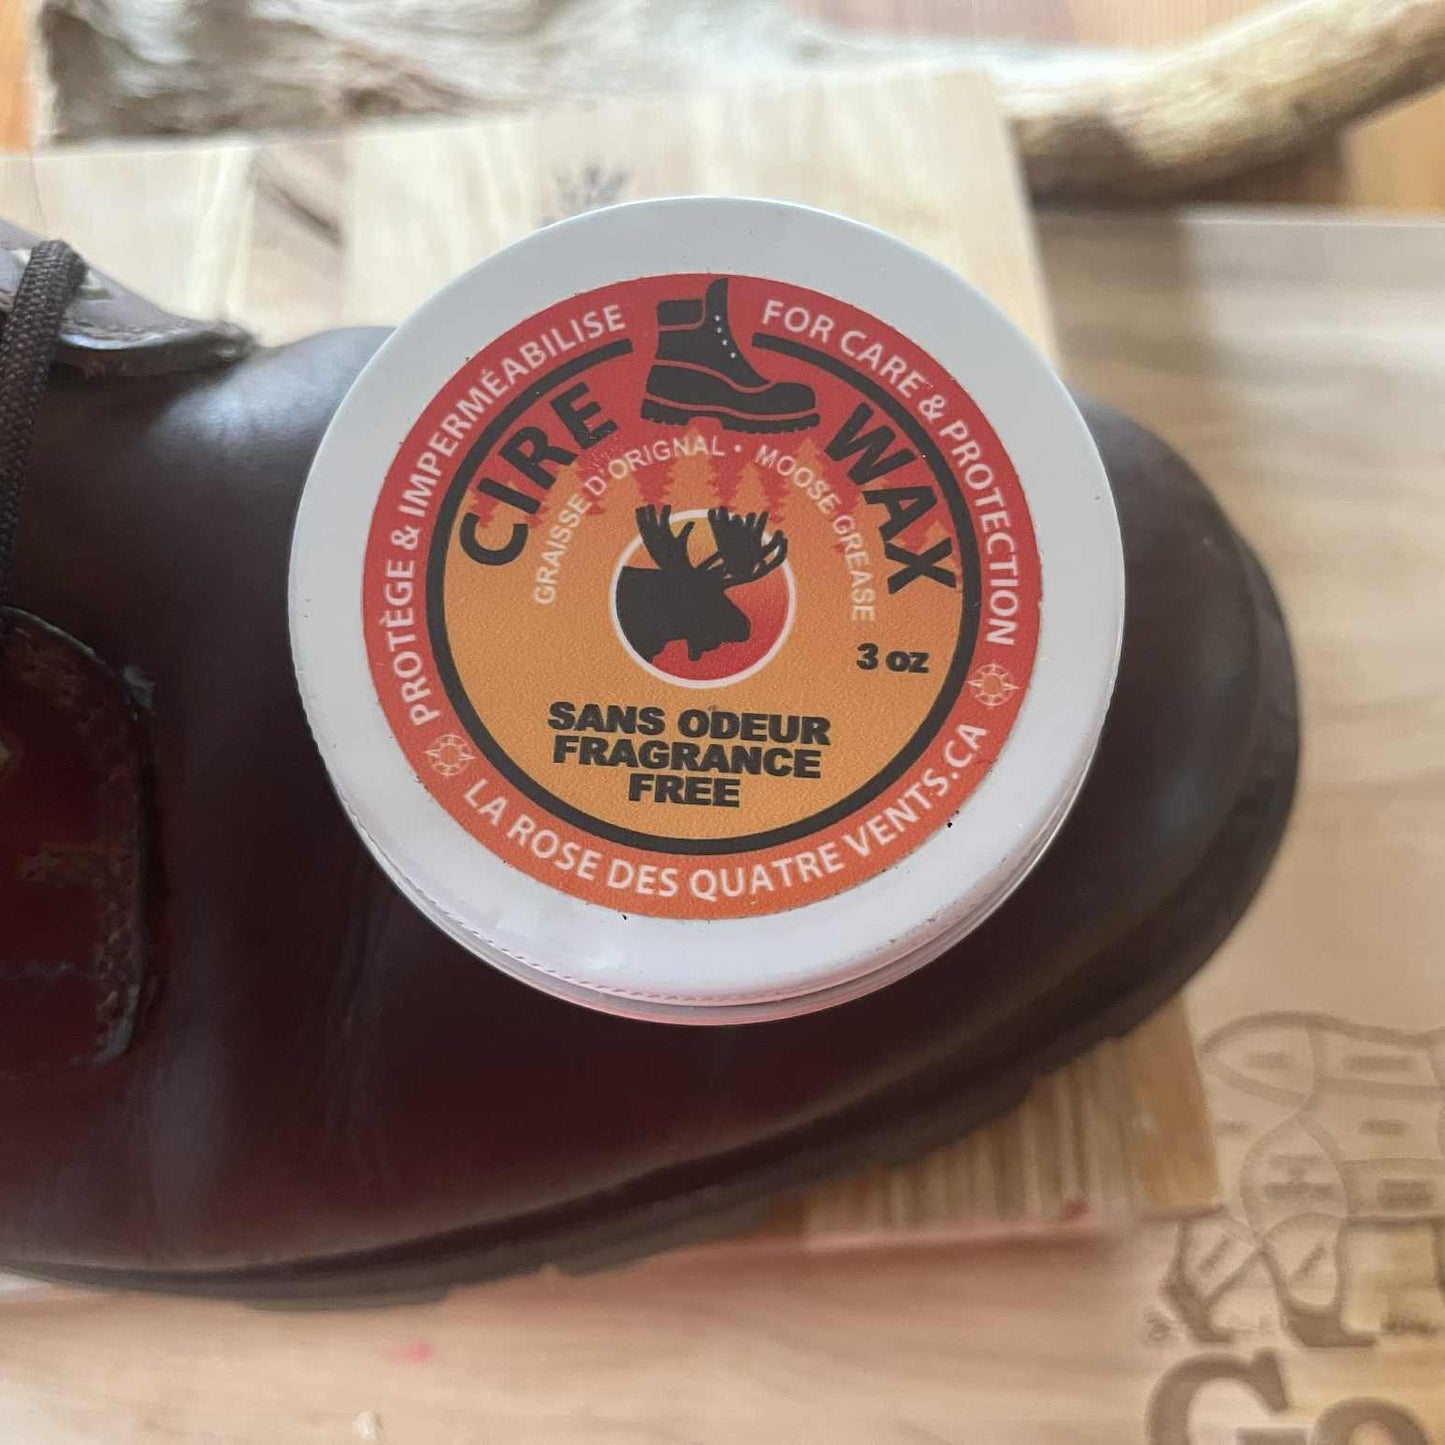 PROTÈGE & IMPERMÉABILISE
FOR CARE & PROTECTION
CIRE WAX
GRAISSE D'ORIGNAL • MOOSE GREASE
3 oz
SANS ODEUR
FRAGRANCE
FREE
LA ROSE DES QUATRE VENTS.CA